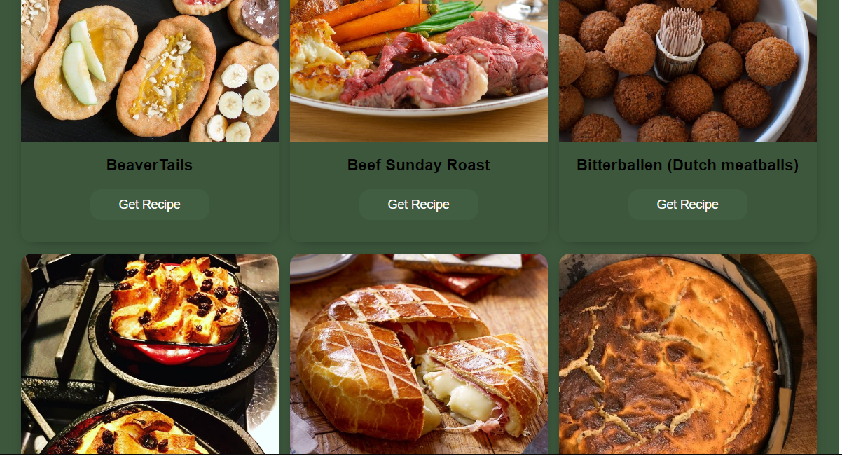 BeaverTails
Beef Sunday Roast
Bitterballen (Dutch meatballs)
Get Recipe
Get Recipe
Get Recipe